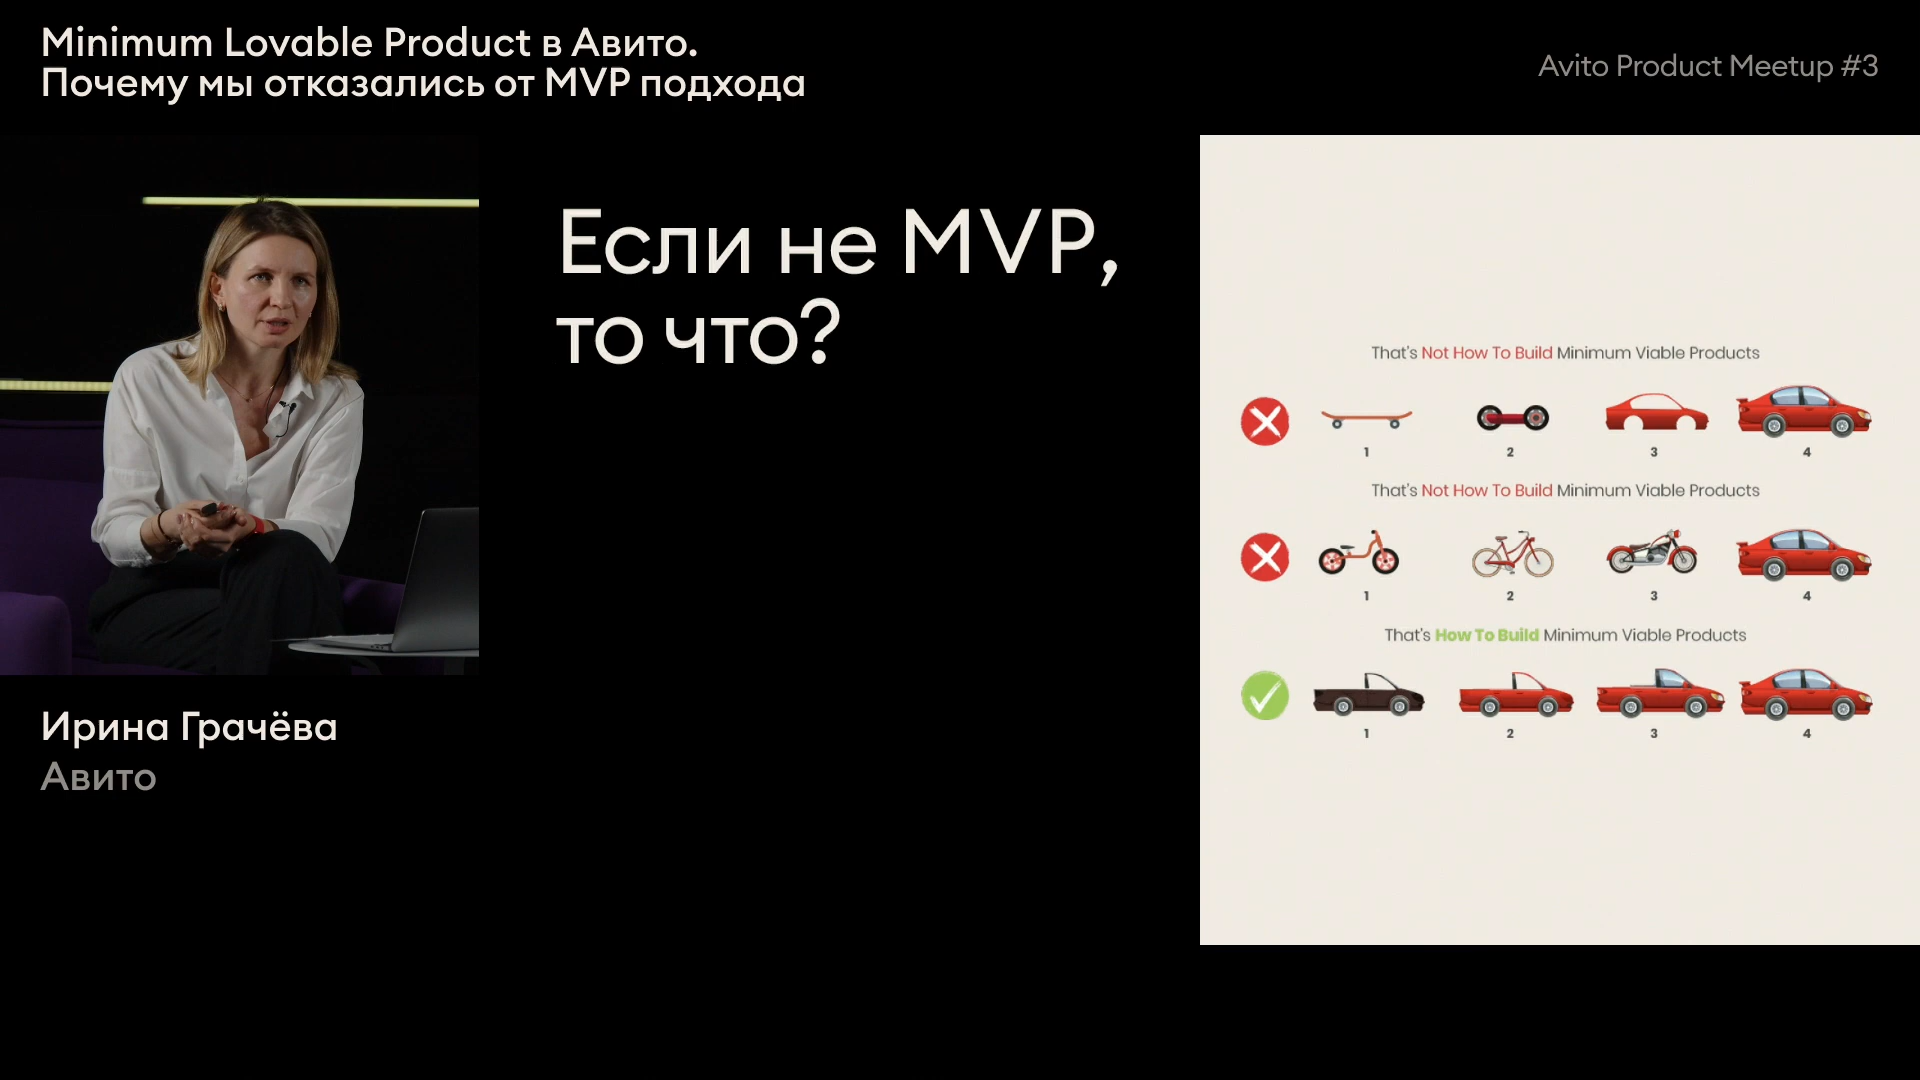 Minimum Lovable Product в Авито.
Почему мы отказались от MVP подхода
Avito Product Meetup #3
Если не MVP,
то что?
That's Not How To Build Minimum Viable Products
1 2 3 4
That's Not How To Build Minimum Viable Products
1 2 3 4
That's How To Build Minimum Viable Products
1 2 3 4
Ирина Грачёва
Авито